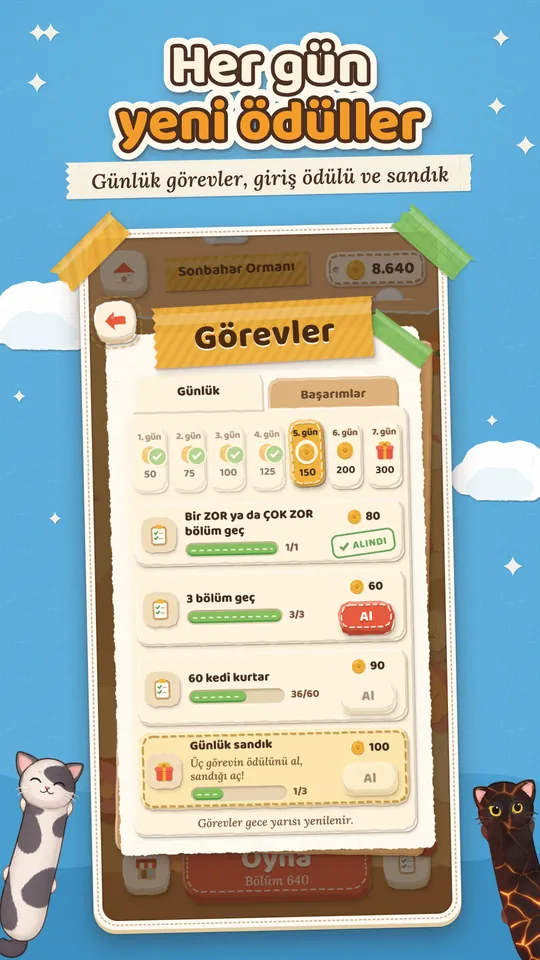 Her gün
yeni ödüller
Günlük görevler, giriş ödülü ve sandık
Sonbahar Ormanı
8.640
Görevler
Günlük
Başarımlar
1. gün
2. gün
3. gün
4. gün
5. gün
6. gün
7. gün
50
75
100
125
150
200
300
Bir ZOR ya da ÇOK ZOR
bölüm geç
80
1/1
ALINDI
3 bölüm geç
60
3/3
Al
60 kedi kurtar
90
36/60
Al
Günlük sandık
100
Üç görevin ödülünü al,
sandığı aç!
1/3
Al
Görevler gece yarısı yenilenir.
Oyna
Bölüm 640